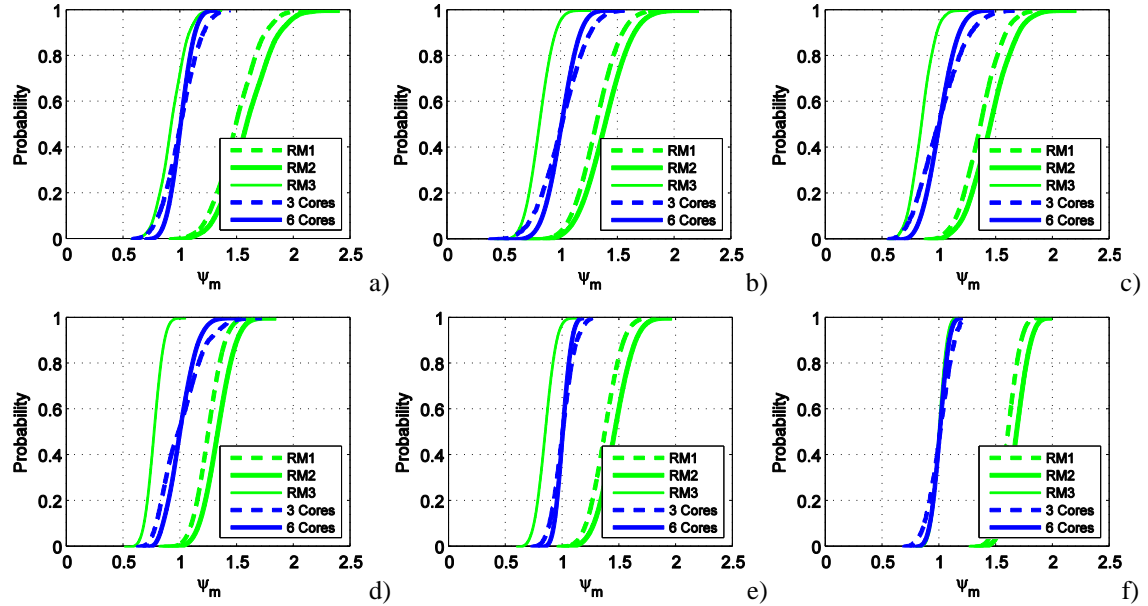 Probability
1
0.8
0.6
0.4
0.2
0
0 0.5 1 1.5 2 2.5
Ψm
RM1
RM2
RM3
3 Cores
6 Cores
a)
Probability
1
0.8
0.6
0.4
0.2
0
0 0.5 1 1.5 2 2.5
Ψm
RM1
RM2
RM3
3 Cores
6 Cores
b)
Probability
1
0.8
0.6
0.4
0.2
0
0 0.5 1 1.5 2 2.5
Ψm
RM1
RM2
RM3
3 Cores
6 Cores
c)
Probability
1
0.8
0.6
0.4
0.2
0
0 0.5 1 1.5 2 2.5
Ψm
RM1
RM2
RM3
3 Cores
6 Cores
d)
Probability
1
0.8
0.6
0.4
0.2
0
0 0.5 1 1.5 2 2.5
Ψm
RM1
RM2
RM3
3 Cores
6 Cores
e)
Probability
1
0.8
0.6
0.4
0.2
0
0 0.5 1 1.5 2 2.5
Ψm
RM1
RM2
RM3
3 Cores
6 Cores
f)